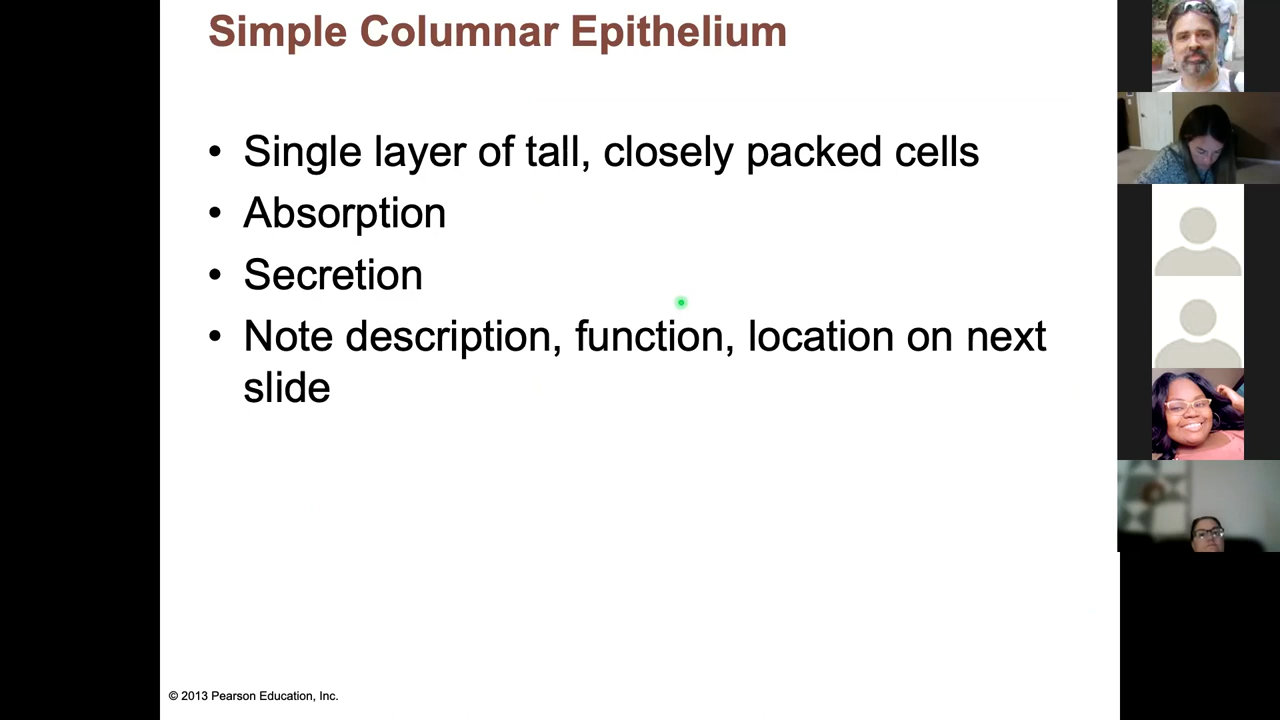 Simple Columnar Epithelium
• Single layer of tall, closely packed cells
• Absorption
• Secretion
• Note description, function, location on next
slide
© 2013 Pearson Education, Inc.